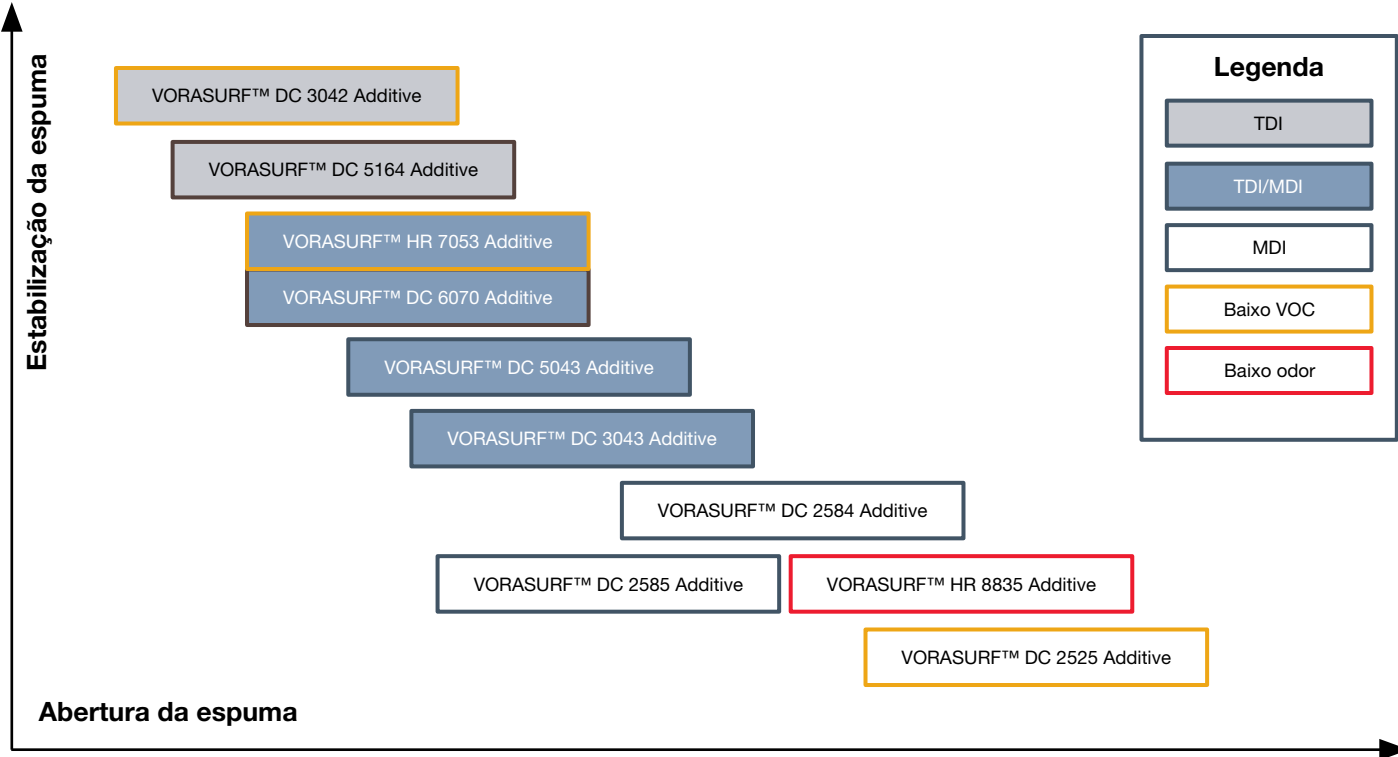 Estabilização da espuma
VORASURF™ DC 3042 Additive
VORASURF™ DC 5164 Additive
VORASURF™ HR 7053 Additive
VORASURF™ DC 6070 Additive
VORASURF™ DC 5043 Additive
VORASURF™ DC 3043 Additive
VORASURF™ DC 2584 Additive
VORASURF™ DC 2585 Additive
VORASURF™ HR 8835 Additive
VORASURF™ DC 2525 Additive
Abertura da espuma
Legenda
TDI
TDI/MDI
MDI
Baixo VOC
Baixo odor